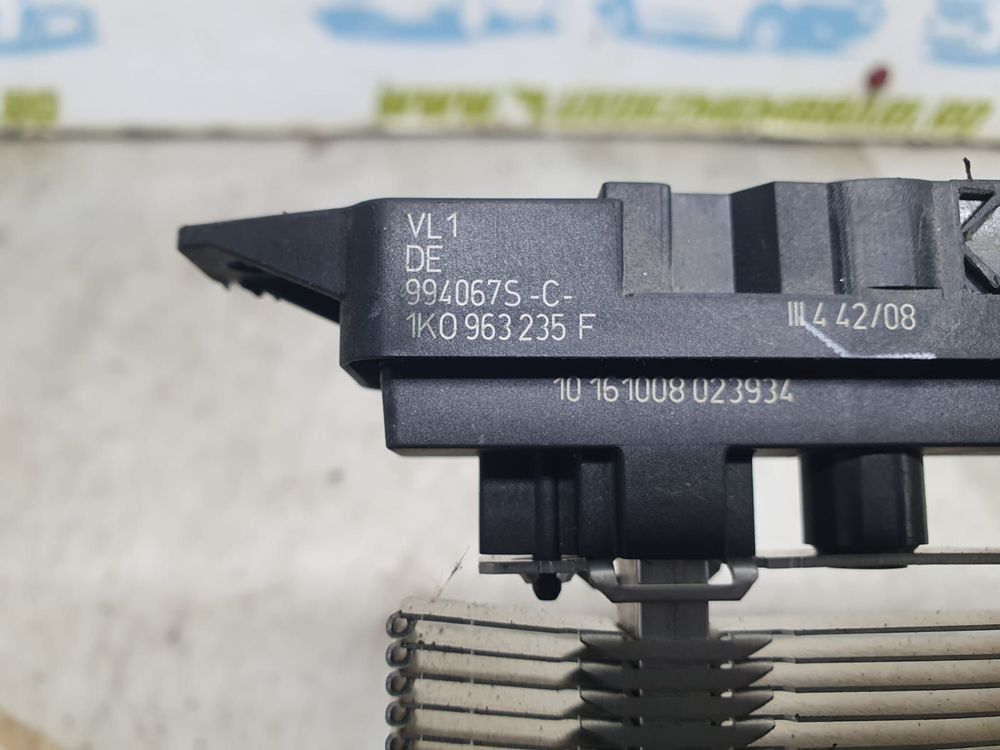 VL1
DE
994067S -C-
1K0 963 235 F
III 4 42/08
10 161008 023934